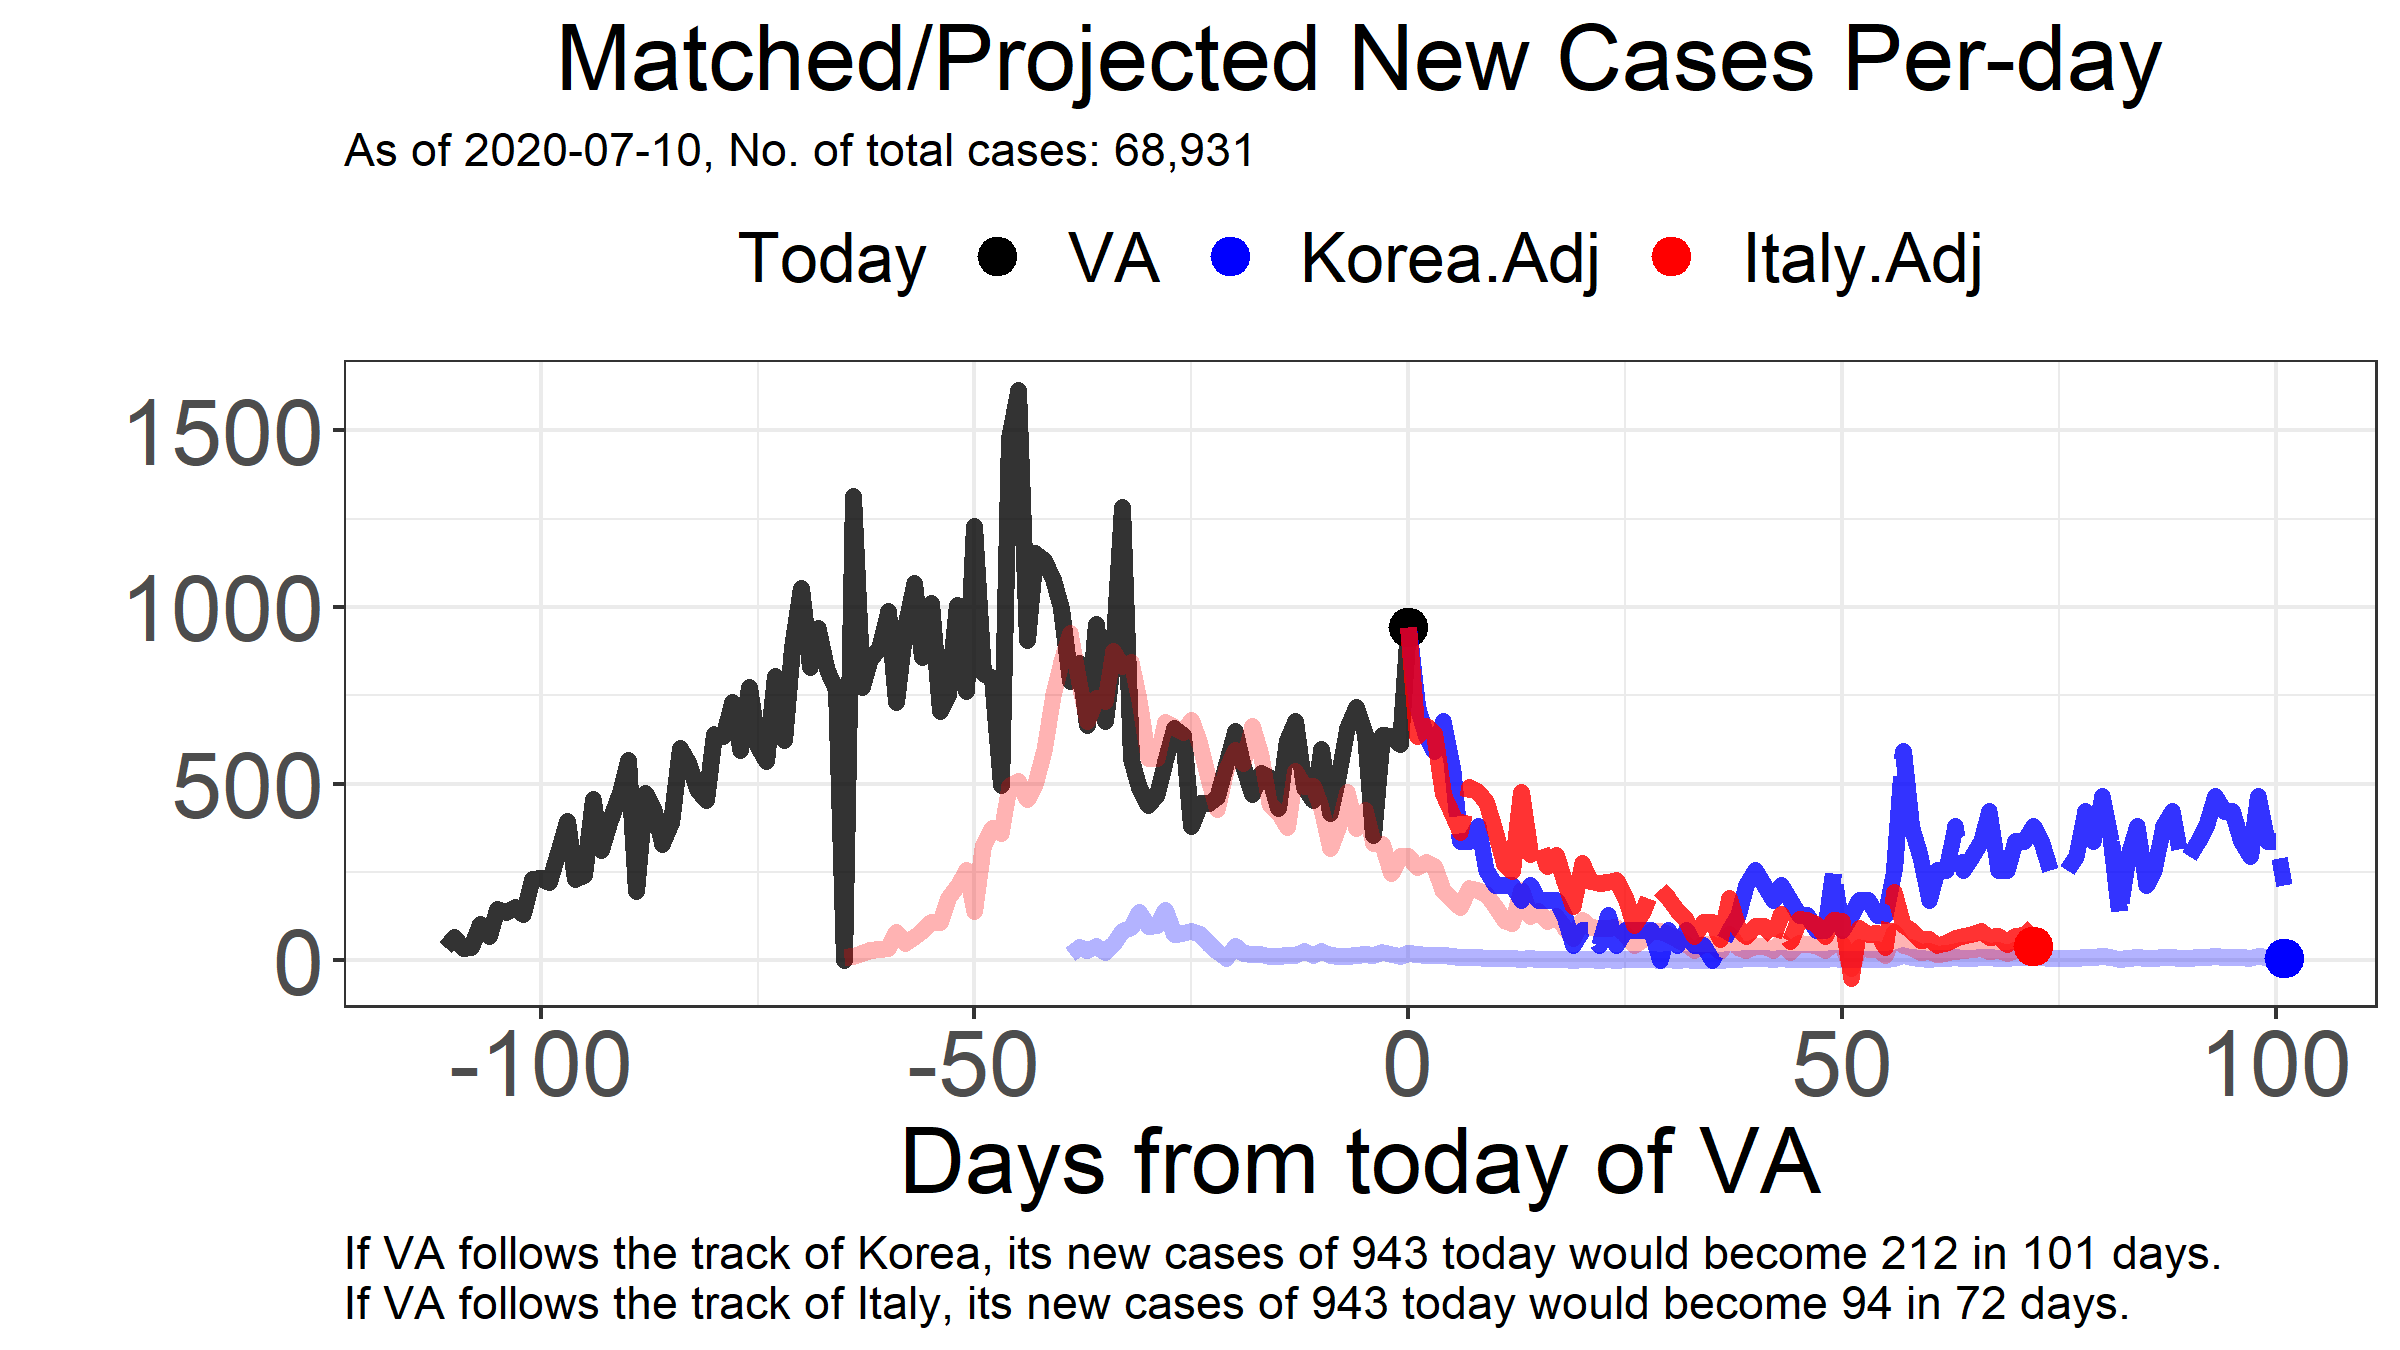 Matched/Projected New Cases Per-day
As of 2020-07-10, No. of total cases: 68,931
Today VA Korea.Adj Italy.Adj
1500
1000
500
0
-100 -50 0 50 100
Days from today of VA
If VA follows the track of Korea, its new cases of 943 today would become 212 in 101 days.
If VA follows the track of Italy, its new cases of 943 today would become 94 in 72 days.